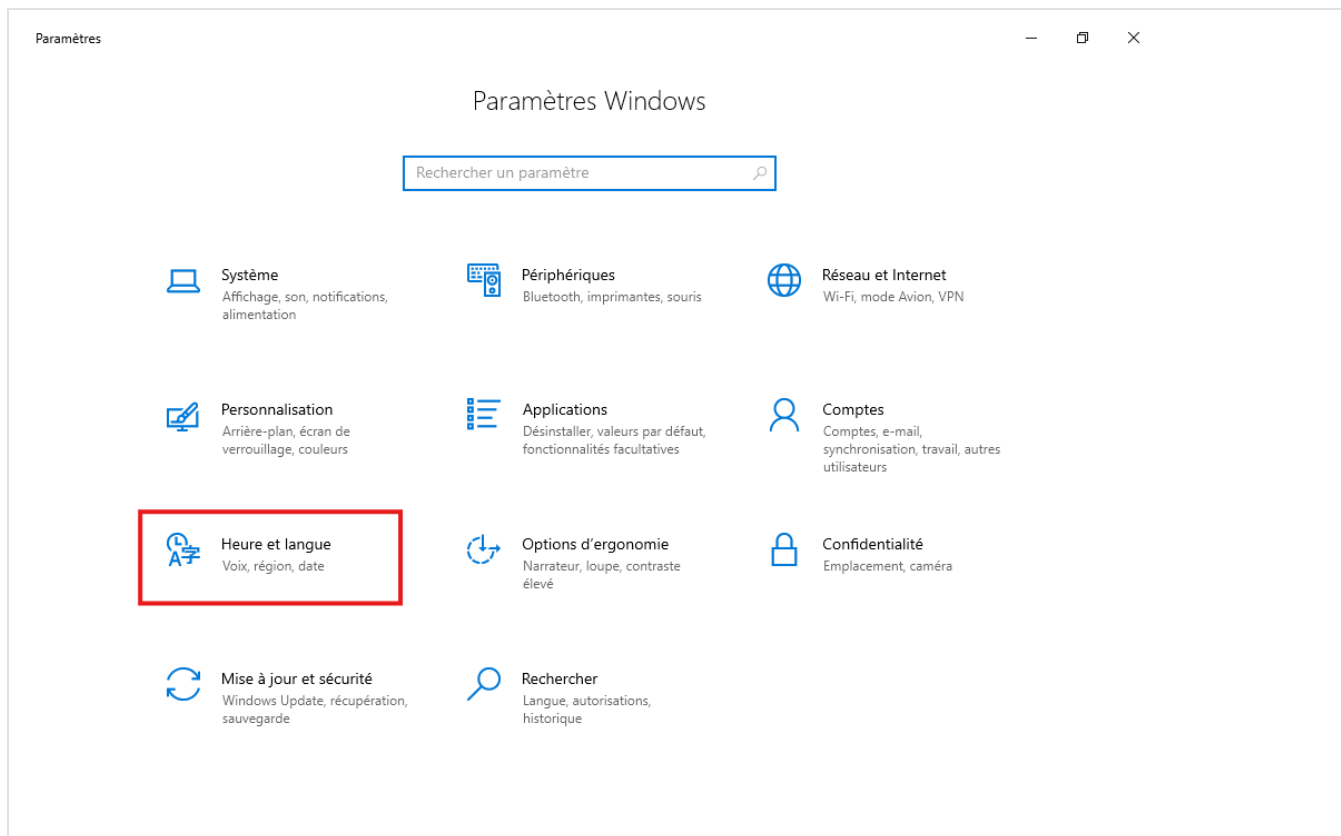 Paramètres
Paramètres Windows
Rechercher un paramètre
Système
Affichage, son, notifications,
alimentation
Périphériques
Bluetooth, imprimantes, souris
Réseau et Internet
Wi-Fi, mode Avion, VPN
Personnalisation
Arrière-plan, écran de
verrouillage, couleurs
Applications
Désinstaller, valeurs par défaut,
fonctionnalités facultatives
Comptes
Comptes, e-mail,
synchronisation, travail, autres
utilisateurs
Heure et langue
Voix, région, date
Options d’ergonomie
Narrateur, loupe, contraste
élevé
Confidentialité
Emplacement, caméra
Mise à jour et sécurité
Windows Update, récupération,
sauvegarde
Rechercher
Langue, autorisations,
historique